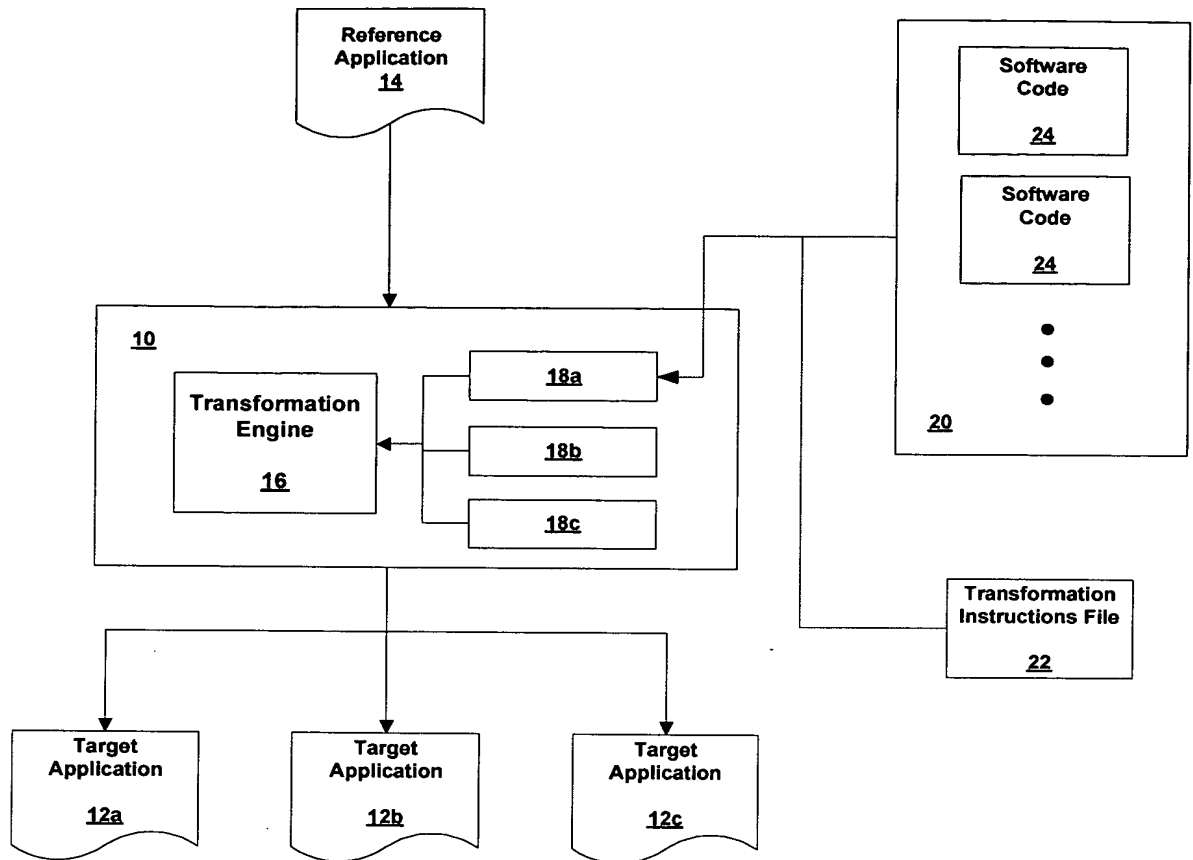 Reference
Application
14
Software
Code
24
Software
Code
24
20
10
Transformation
Engine
16
18a
18b
18c
Transformation
Instructions File
22
Target
Application
12a
Target
Application
12b
Target
Application
12c